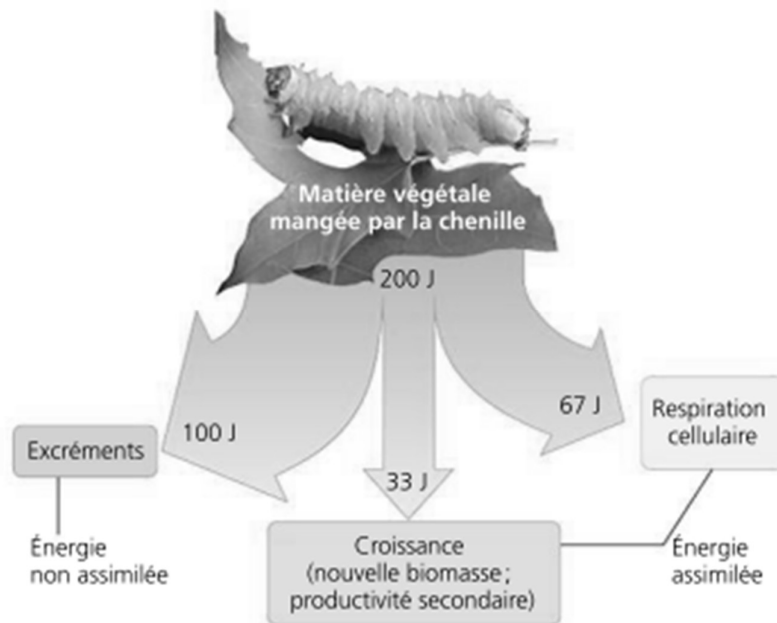 Matière végétale
mangée par la chenille
200 J
100 J
67 J
33 J
Respiration
cellulaire
Excréments
Énergie
non assimilée
Croissance
(nouvelle biomasse ;
productivité secondaire)
Énergie
assimilée